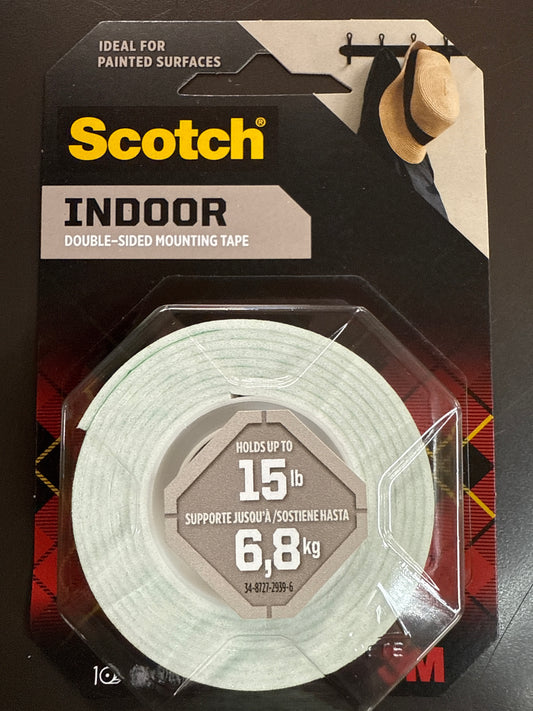 IDEAL FOR
PAINTED SURFACES
Scotch®
INDOOR
DOUBLE-SIDED MOUNTING TAPE
HOLDS UP TO
15 lb
SUPPORTE JUSQU'À / SOSTIENE HASTA
6,8 kg
34-8727-2939-6
3M